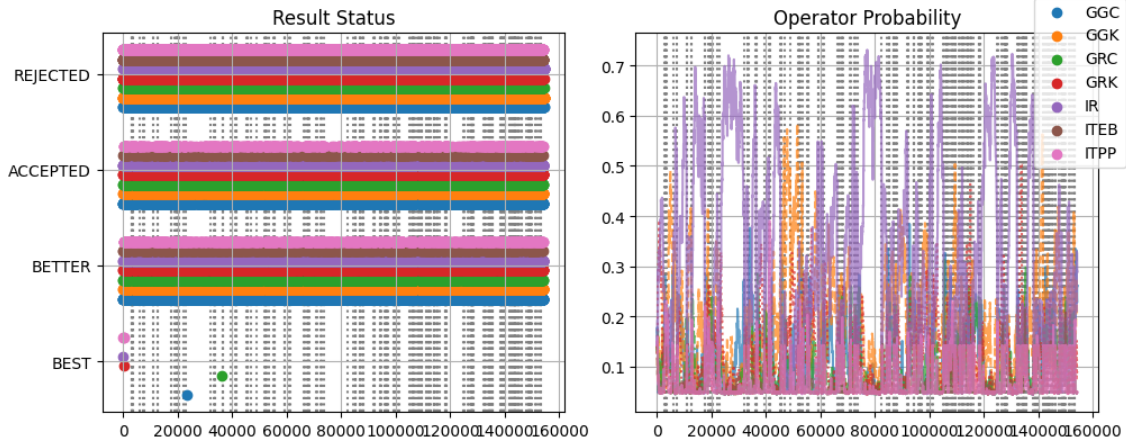 Result Status
REJECTED
ACCEPTED
BETTER
BEST
0 20000 40000 60000 80000 100000 120000 140000 160000
Operator Probability
0.7
0.6
0.5
0.4
0.3
0.2
0.1
0 20000 40000 60000 80000 100000 120000 140000 160000
GGC
GGK
GRC
GRK
IR
ITEB
ITPP